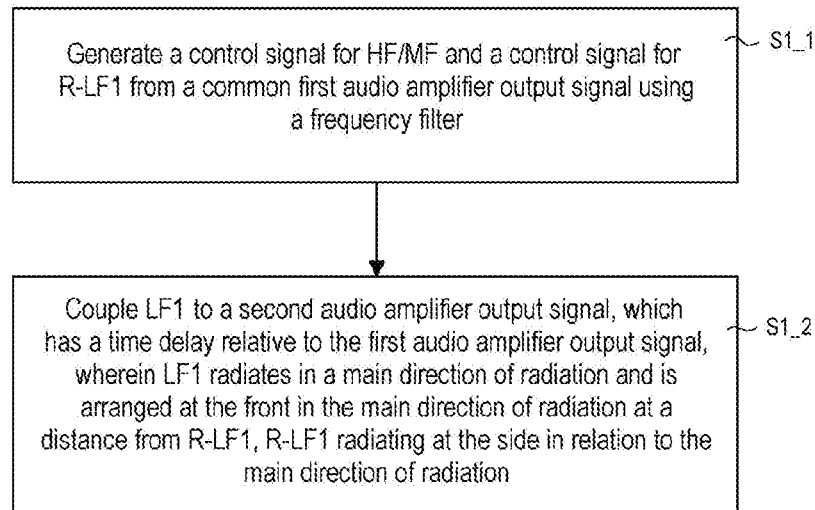 Generate a control signal for HF/MF and a control signal for
R-LF1 from a common first audio amplifier output signal using
a frequency filter
S1_1
Couple LF1 to a second audio amplifier output signal, which
has a time delay relative to the first audio amplifier output signal,
wherein LF1 radiates in a main direction of radiation and is
arranged at the front in the main direction of radiation at a
distance from R-LF1, R-LF1 radiating at the side in relation to the
main direction of radiation
S1_2